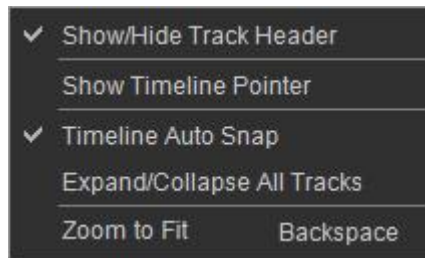 Show/Hide Track Header
Show Timeline Pointer
Timeline Auto Snap
Expand/Collapse All Tracks
Zoom to Fit Backspace